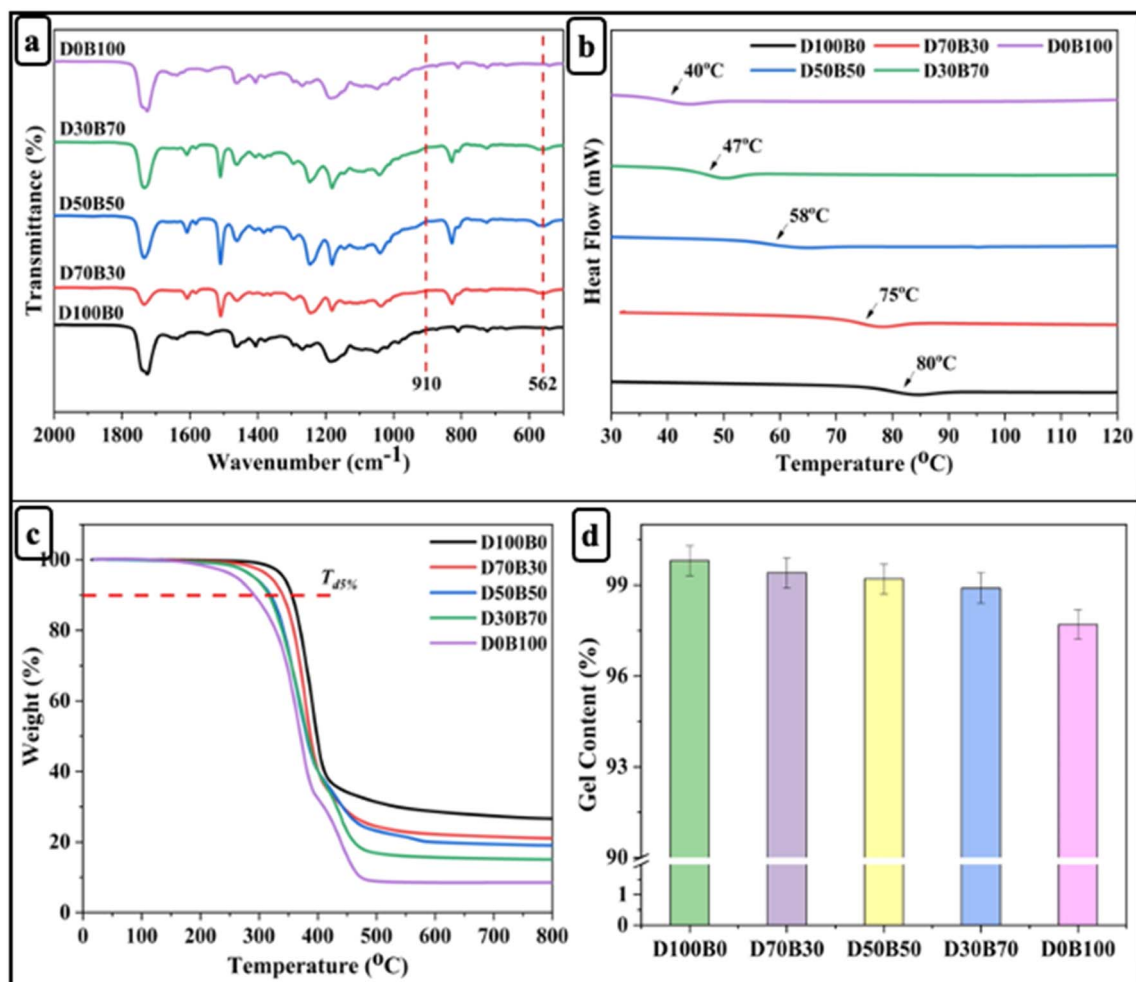 a
D0B100
D30B70
D50B50
D70B30
D100B0
910
562
2000 1800 1600 1400 1200 1000 800 600
Wavenumber (cm-1)
Transmittance (%)
b
D100B0 D70B30 D0B100
D50B50 D30B70
40°C
47°C
58°C
75°C
80°C
30 40 50 60 70 80 90 100 110 120
Temperature (°C)
Heat Flow (mW)
c
D100B0
D70B30
D50B50
D30B70
D0B100
Td5%
100
80
60
40
20
0
0 100 200 300 400 500 600 700 800
Temperature (°C)
Weight (%)
d
99
96
93
90
1
0
D100B0 D70B30 D50B50 D30B70 D0B100
Gel Content (%)